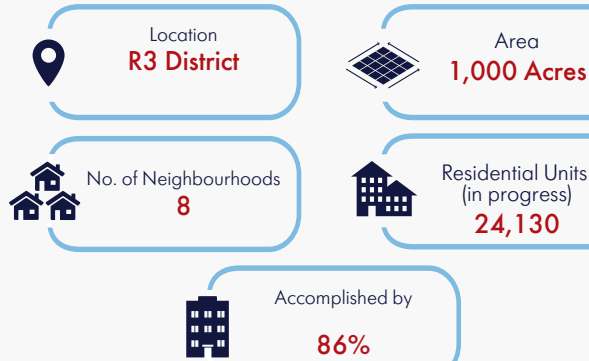 Location
R3 District
Area
1,000 Acres
No. of Neighbourhoods
8
Residential Units
(in progress)
24,130
Accomplished by
86%